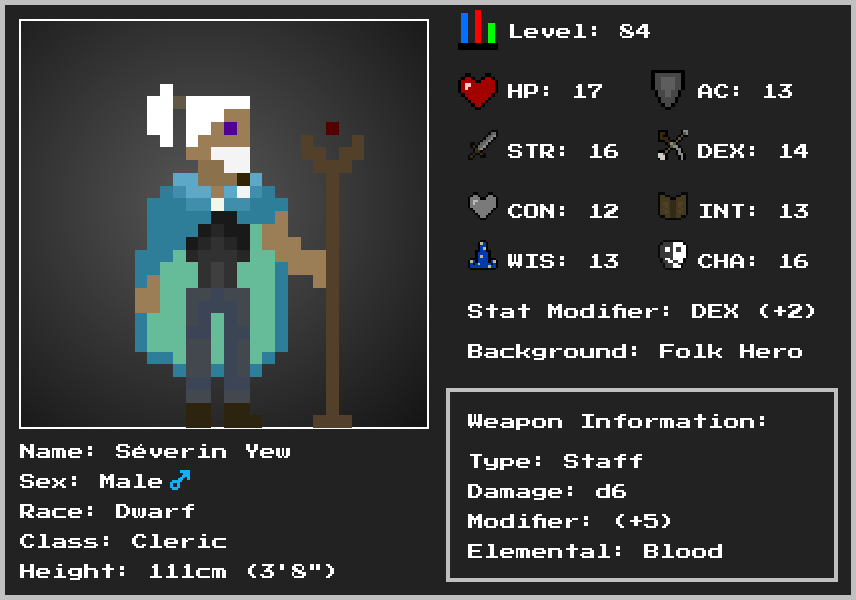 Level: 84
HP: 17
AC: 13
STR: 16
DEX: 14
CON: 12
INT: 13
WIS: 13
CHA: 16
Stat Modifier: DEX (+2)
Background: Folk Hero
Name: Séverin Yew
Sex: Male♂
Race: Dwarf
Class: Cleric
Height: 111cm (3'8")
Weapon Information:
Type: Staff
Damage: d6
Modifier: (+5)
Elemental: Blood